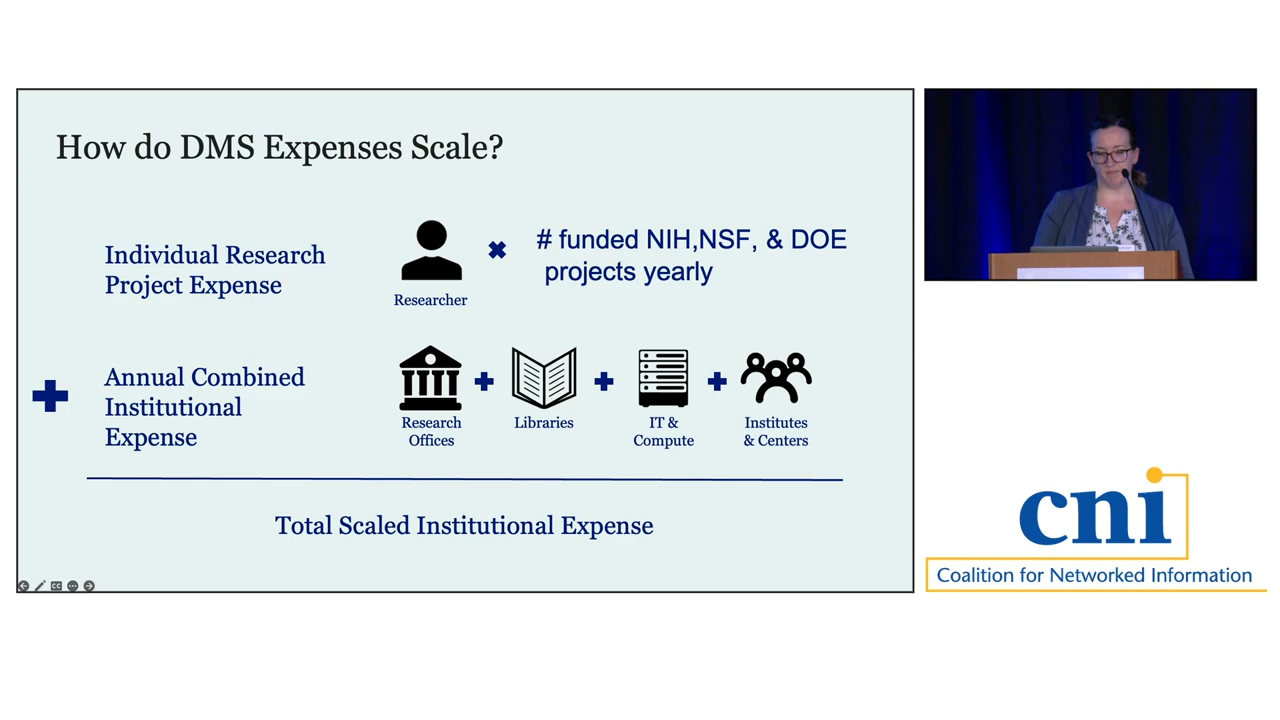 How do DMS Expenses Scale?
Individual Research
Project Expense
Researcher
# funded NIH,NSF, & DOE
projects yearly
Annual Combined
Institutional
Expense
Research
Offices
Libraries
IT &
Compute
Institutes
& Centers
Total Scaled Institutional Expense
cni
Coalition for Networked Information